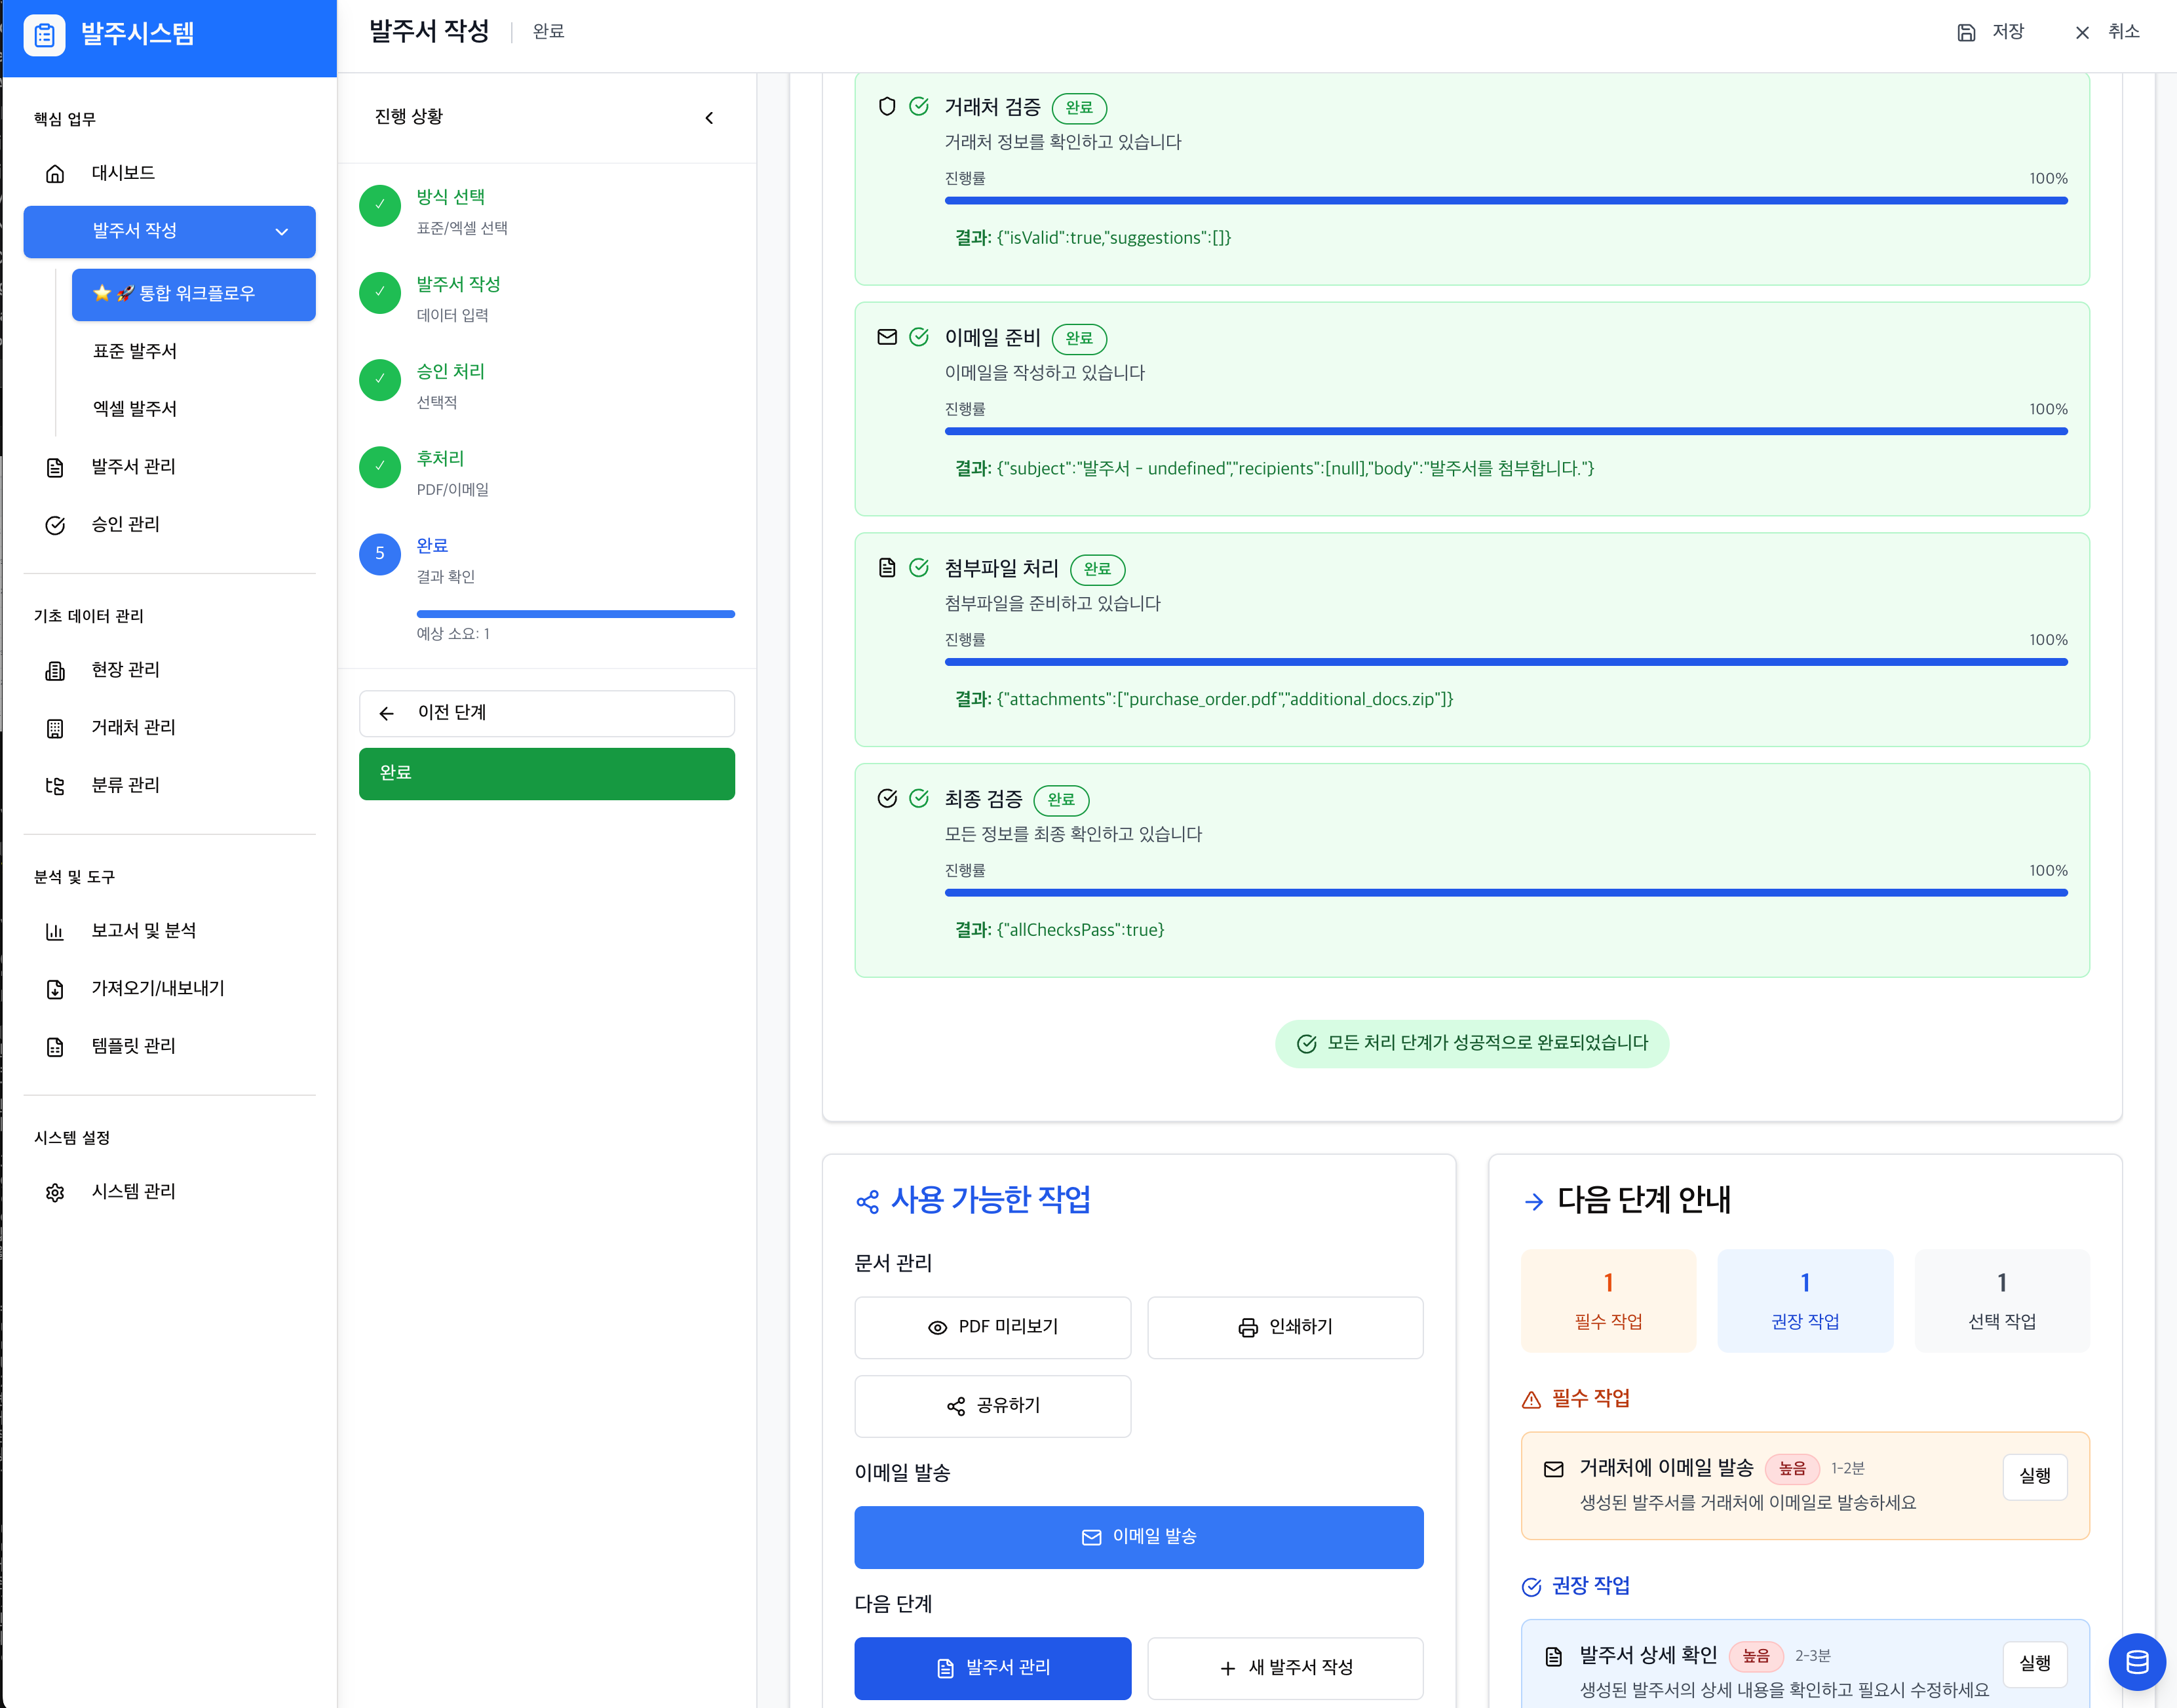 발주시스템
핵심 업무
대시보드
발주서 작성
⭐ 🚀 통합 워크플로우
표준 발주서
엑셀 발주서
발주서 관리
승인 관리
기초 데이터 관리
현장 관리
거래처 관리
분류 관리
분석 및 도구
보고서 및 분석
가져오기/내보내기
템플릿 관리
시스템 설정
시스템 관리
발주서 작성 | 완료
저장
취소
진행 상황
방식 선택
표준/엑셀 선택
발주서 작성
데이터 입력
승인 처리
선택적
후처리
PDF/이메일
5
완료
결과 확인
예상 소요: 1
이전 단계
완료
거래처 검증 완료
거래처 정보를 확인하고 있습니다
진행률 100%
결과: {"isValid":true,"suggestions":[]}
이메일 준비 완료
이메일을 작성하고 있습니다
진행률 100%
결과: {"subject":"발주서 - undefined","recipients":[null],"body":"발주서를 첨부합니다."}
첨부파일 처리 완료
첨부파일을 준비하고 있습니다
진행률 100%
결과: {"attachments":["purchase_order.pdf","additional_docs.zip"]}
최종 검증 완료
모든 정보를 최종 확인하고 있습니다
진행률 100%
결과: {"allChecksPass":true}
모든 처리 단계가 성공적으로 완료되었습니다
사용 가능한 작업
문서 관리
PDF 미리보기
인쇄하기
공유하기
이메일 발송
이메일 발송
다음 단계
발주서 관리
새 발주서 작성
다음 단계 안내
1
필수 작업
1
권장 작업
1
선택 작업
필수 작업
거래처에 이메일 발송 높음 1-2분
생성된 발주서를 거래처에 이메일로 발송하세요
실행
권장 작업
발주서 상세 확인 높음 2-3분
생성된 발주서의 상세 내용을 확인하고 필요시 수정하세요
실행